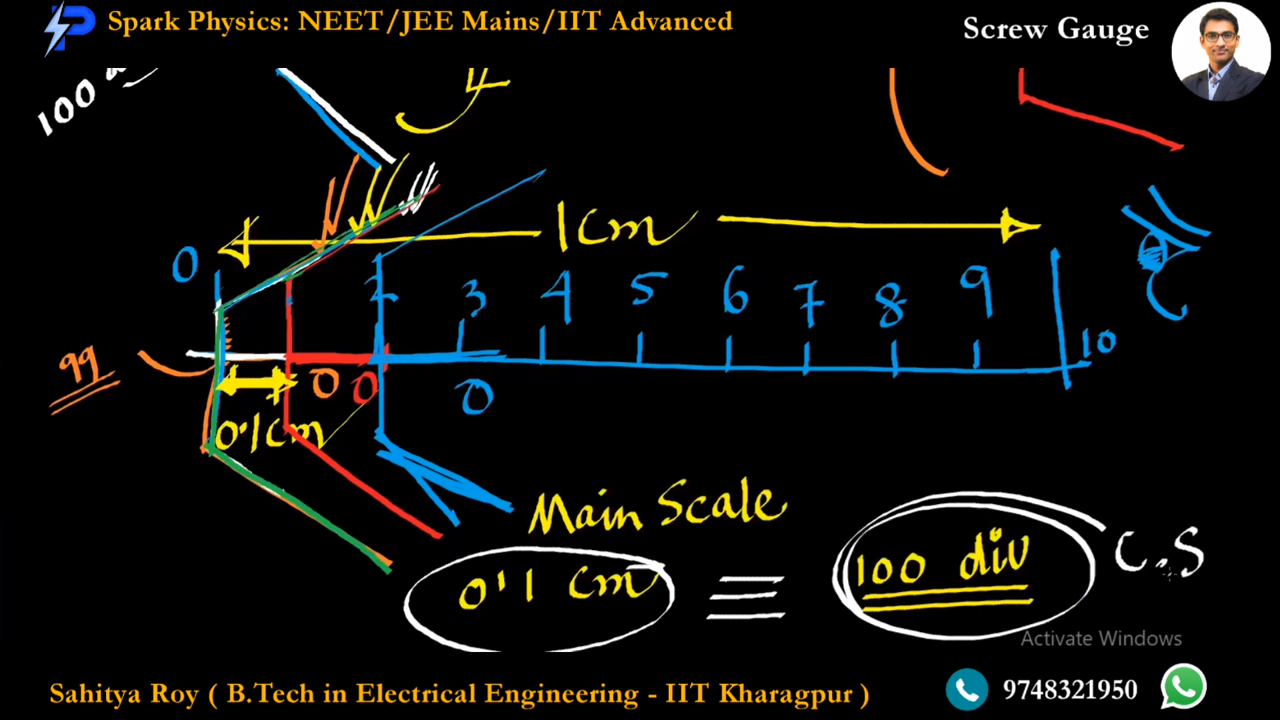 Spark Physics: NEET/JEE Mains/IIT Advanced
Screw Gauge
100
1cm
0
2 3 4 5 6 7 8 9
10
99
0 0 0
0.1cm
Main Scale
0.1 cm ≡ 100 div C.S
Activate Windows
Sahitya Roy ( B.Tech in Electrical Engineering - IIT Kharagpur )
9748321950